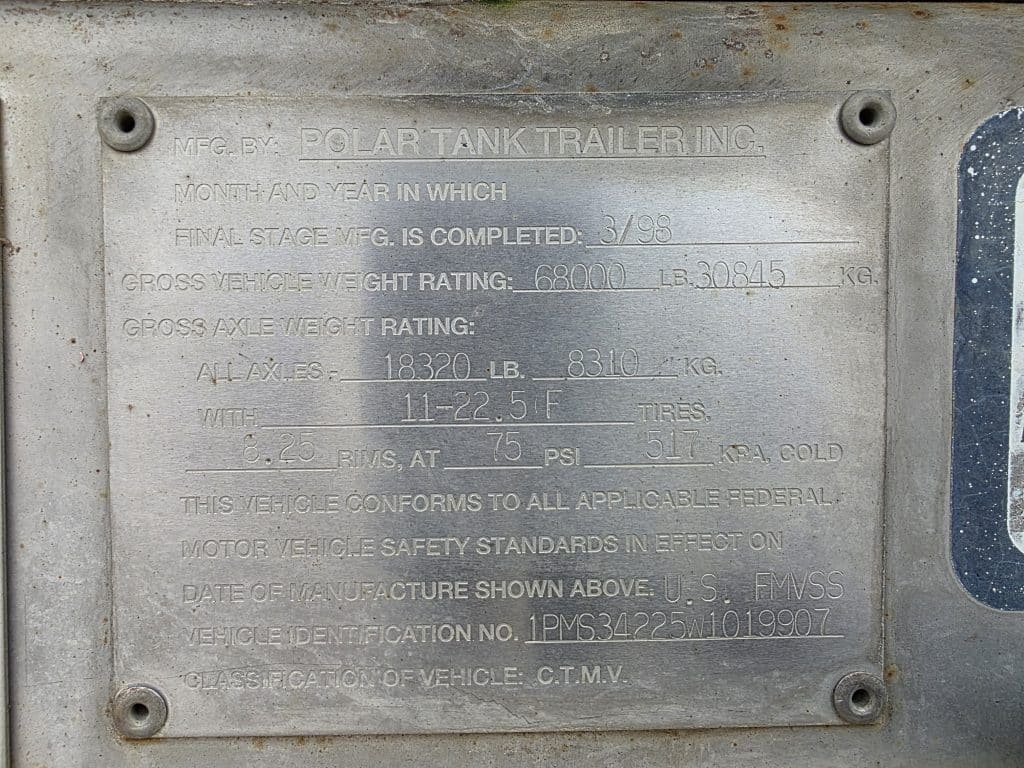 MFG. BY: POLAR TANK TRAILER INC.
MONTH AND YEAR IN WHICH
FINAL STAGE MFG. IS COMPLETED: 3/98
GROSS VEHICLE WEIGHT RATING: 68000 LB. 30845 KG.
GROSS AXLE WEIGHT RATING:
ALL AXLES - 18320 LB. 8310 KG.
WITH 11-22.5 F TIRES,
8.25 RIMS, AT 75 PSI 517 KPA, COLD
THIS VEHICLE CONFORMS TO ALL APPLICABLE FEDERAL
MOTOR VEHICLE SAFETY STANDARDS IN EFFECT ON
DATE OF MANUFACTURE SHOWN ABOVE. U.S. FMVSS
VEHICLE IDENTIFICATION NO. 1PMS34225W1019907
CLASSIFICATION OF VEHICLE: C.T.M.V.